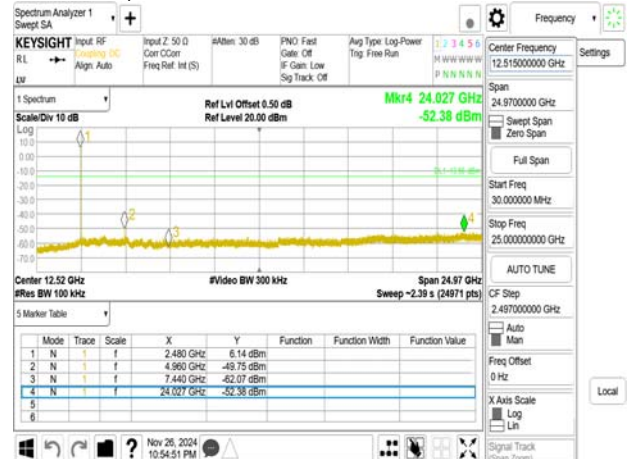 Spectrum Analyzer 1
Swept SA
Frequency
KEYSIGHT
Input: RF
Coupling: DC
Align: Auto
Input Z: 50 Ω
Corr CCorr
Freq Ref: Int (S)
#Atten: 30 dB
PNO: Fast
Gate: Off
IF Gain: Low
Sig Track: Off
Avg Type: Log-Power
Trig: Free Run
1 2 3 4 5 6
M W W W W W
P N N N N N
RL
LW
Center Frequency
12.515000000 GHz
Settings
Span
24.9700000 GHz
Swept Span
Zero Span
Full Span
Start Freq
30.000000 MHz
Stop Freq
25.000000000 GHz
AUTO TUNE
CF Step
2.497000000 GHz
Auto
Man
Freq Offset
0 Hz
X Axis Scale
Log
Lin
Signal Track
(Span Zoom)
Local
1 Spectrum
Scale/Div 10 dB
Ref Lvl Offset 0.50 dB
Ref Level 20.00 dBm
Mkr4 24.027 GHz
-52.38 dBm
Log
10.0
0.00
-10.0
-20.0
-30.0
-40.0
-50.0
-60.0
-70.0
1
2
3
4
Center 12.52 GHz
#Res BW 100 kHz
#Video BW 300 kHz
Span 24.97 GHz
Sweep ~2.39 s (24971 pts)
5 Marker Table
Mode Trace Scale X Y Function Function Width Function Value
1 N 1 f 2.480 GHz 6.14 dBm
2 N 1 f 4.960 GHz -49.75 dBm
3 N 1 f 7.440 GHz -62.07 dBm
4 N 1 f 24.027 GHz -52.38 dBm
5
6
?
Nov 26, 2024
10:54:51 PM